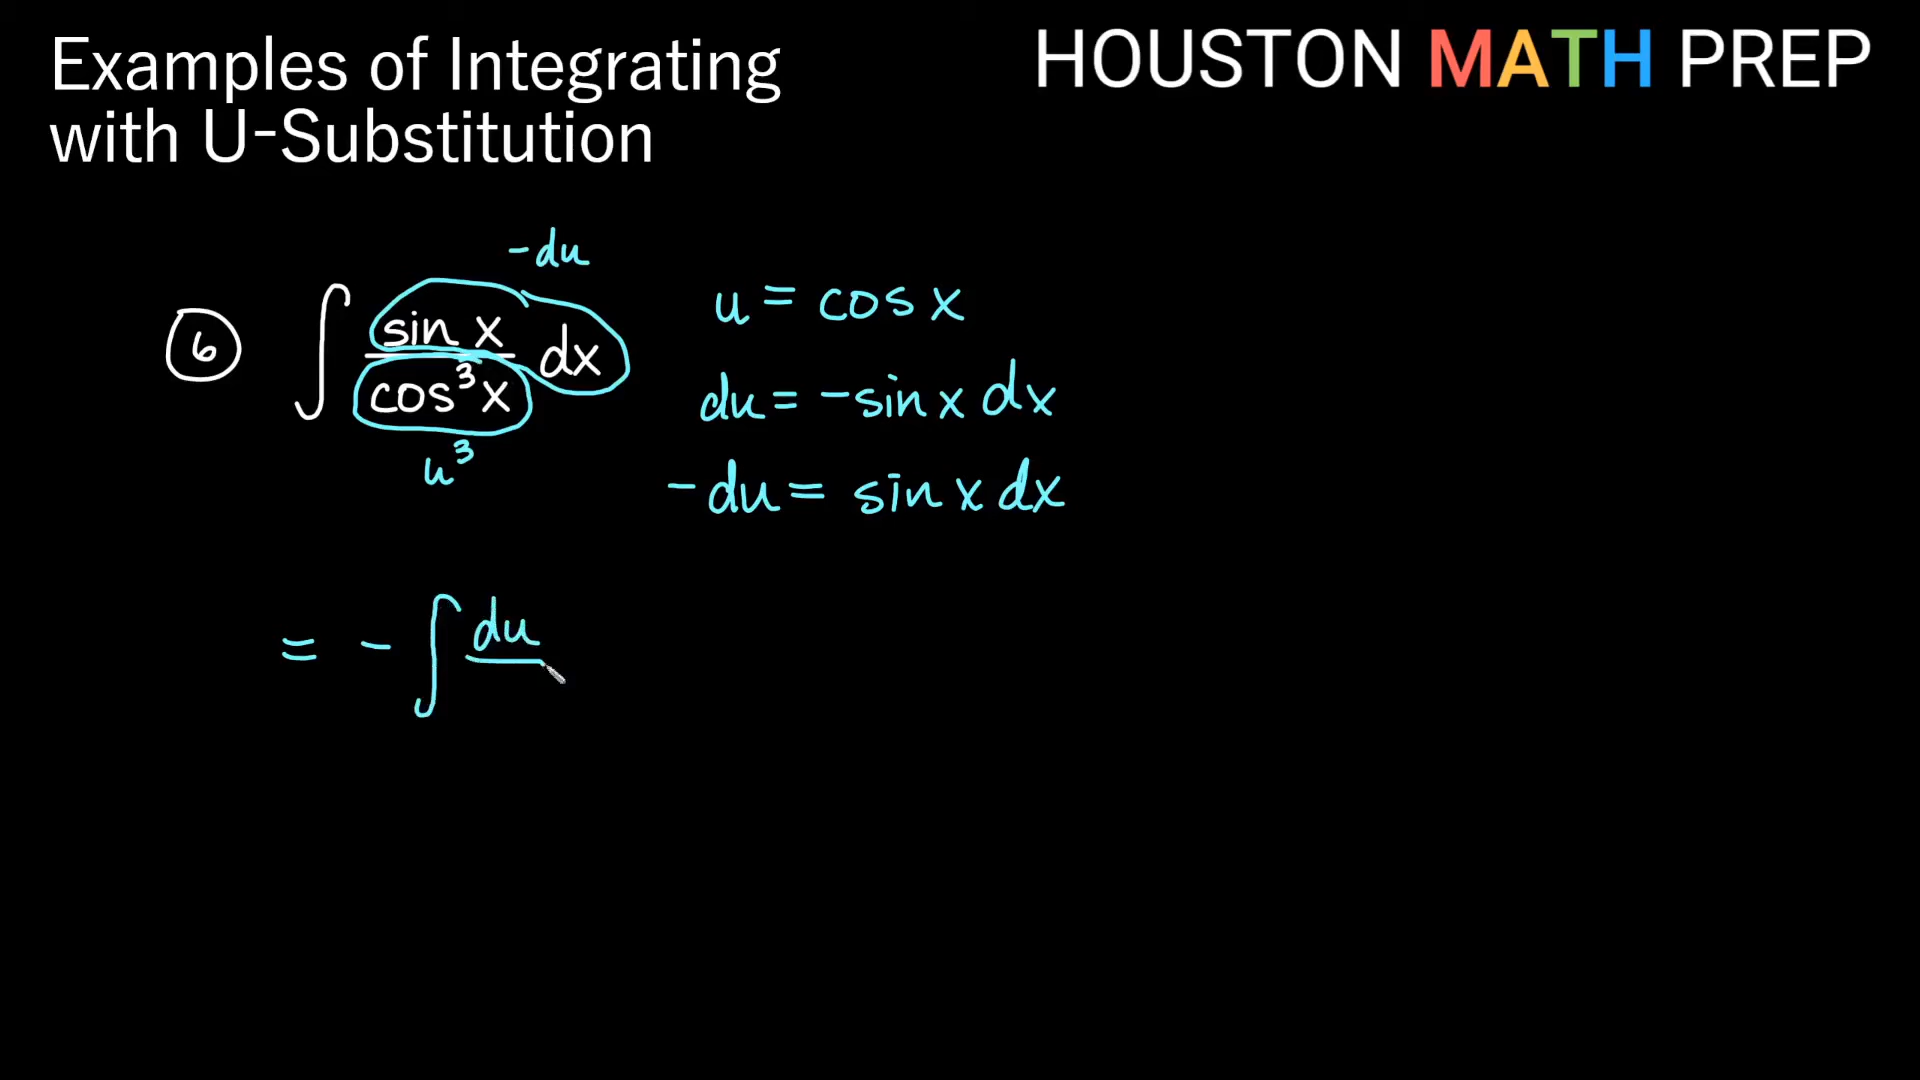 Examples of Integrating
with U-Substitution
HOUSTON MATH PREP
-du
6 ∫ sin x / cos³x dx
u³
u = cos x
du = -sin x dx
-du = sin x dx
= - ∫ du